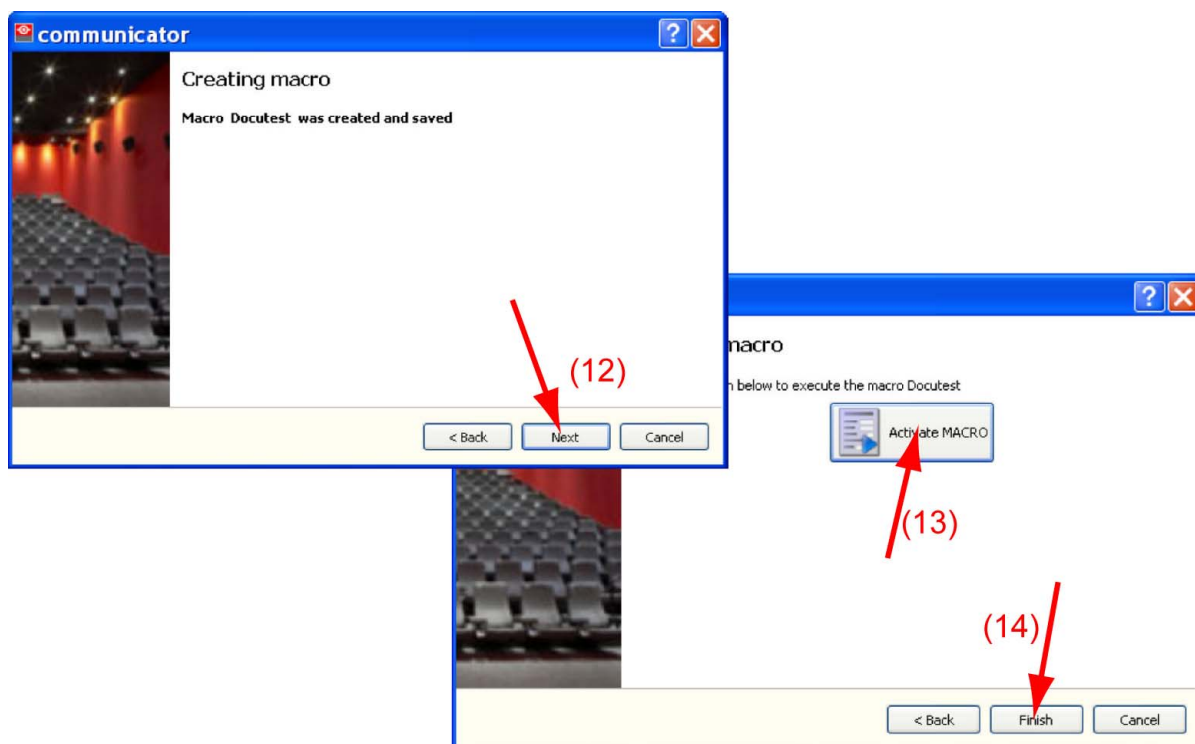 communicator
Creating macro
Macro Docutest was created and saved
(12)
< Back Next Cancel
macro
below to execute the macro Docutest
Activate MACRO
(13)
(14)
< Back Finish Cancel